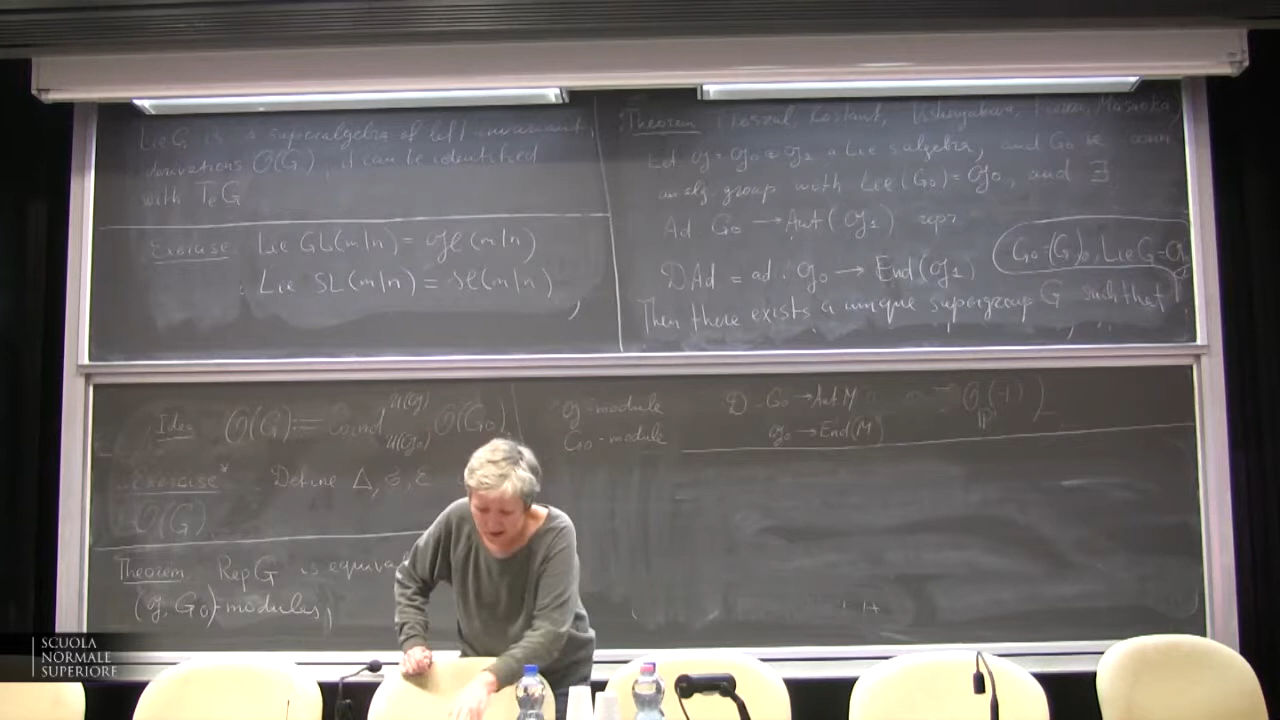 Lie G is a superalgebra of left invariant
derivations O(G), it can be identified
with TeG
Exercise Lie GL(m|n) = gl(m|n)
Lie SL(m|n) = sl(m|n)
Theorem (Koszul, Kostant, Masuoka)
Let g = g0 ⊕ g1 a Lie s algebra, and G0 be
alg group with Lie(G0) = g0, and ∃
Ad G0 → Aut(g1) repr
G0 = (G)0, Lie G = g
DAd = ad : g0 → End(g1)
Then there exists a unique supergroup G such that
Idea O(G) := Coind U(g) U(g0) O(G0)
Exercise* Define Δ, S, ε
O(G)
Theorem Rep G is
(g, G0)-modules
g-module
G0-module
D G0 → Aut M
g0 → End(M)
SCUOLA
NORMALE
SUPERIORE